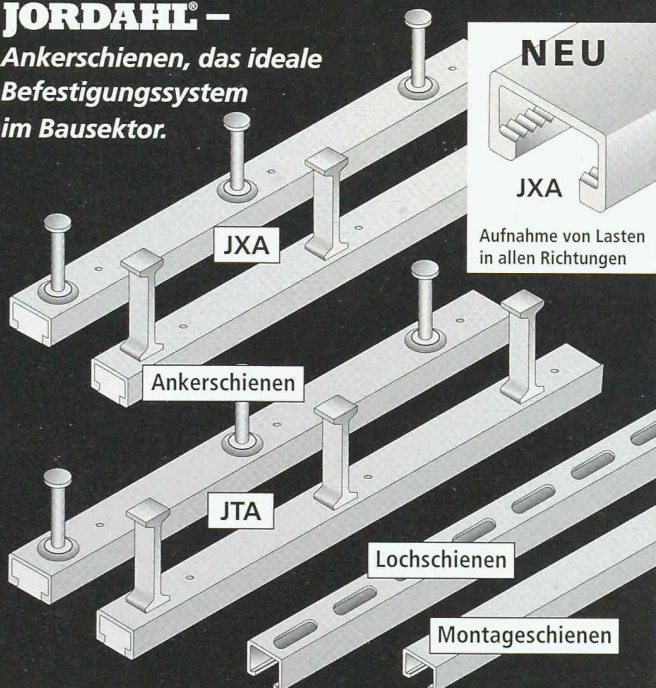 JORDAHL® –
Ankerschienen, das ideale
Befestigungssystem
im Bausektor.
NEU
JXA
Aufnahme von Lasten
in allen Richtungen
JXA
Ankerschienen
JTA
Lochschienen
Montageschienen